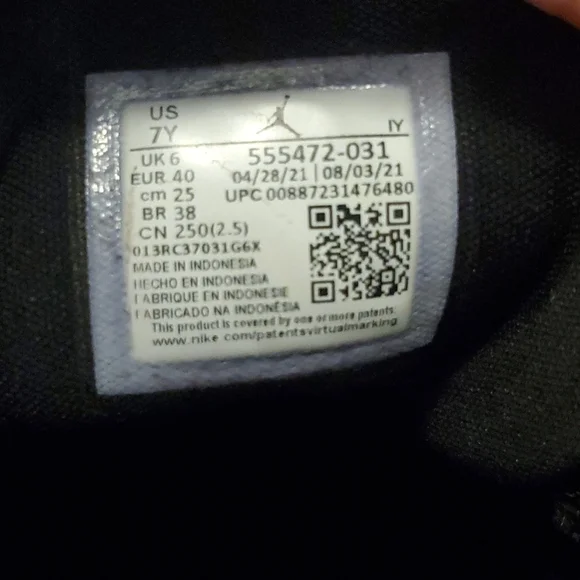 US
7Y
IY
UK 6
555472-031
EUR 40
04/28/21 | 08/03/21
cm 25
UPC 00887231476480
BR 38
CN 250(2.5)
013RC37031G6X
MADE IN INDONESIA
HECHO EN INDONESIA
FABRIQUE EN INDONESIE
FABRICADO NA INDONÉSIA
This product is covered by one or more patents.
www.nike.com/patentsvirtualmarking